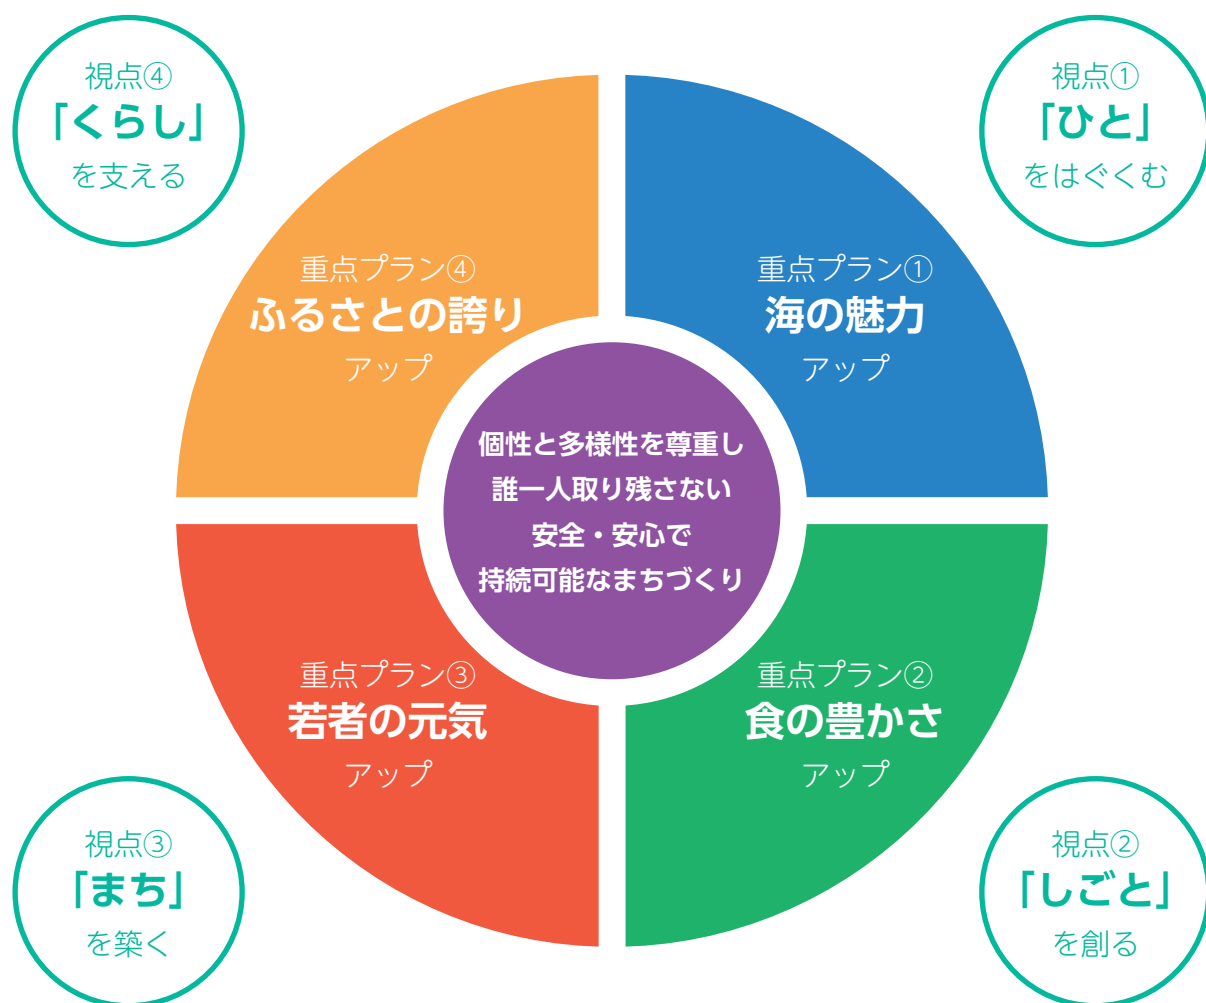 視点④
「くらし」
を支える
視点①
「ひと」
をはぐくむ
重点プラン④
ふるさとの誇り
アップ
重点プラン①
海の魅力
アップ
個性と多様性を尊重し
誰一人取り残さない
安全・安心で
持続可能なまちづくり
重点プラン③
若者の元気
アップ
重点プラン②
食の豊かさ
アップ
視点③
「まち」
を築く
視点②
「しごと」
を創る